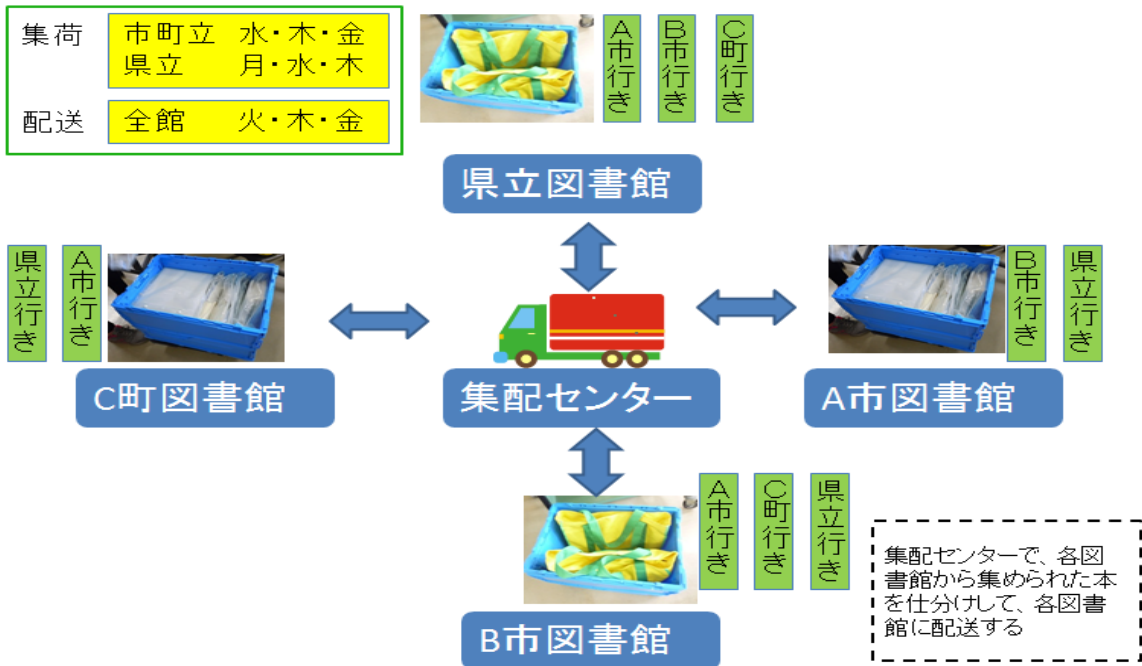 集荷 市町立 水・木・金
県立 月・水・木
配送 全館 火・木・金
A市行き
B市行き
C町行き
県立図書館
県立行き
A市行き
B市行き
県立行き
C町図書館
集配センター
A市図書館
A市行き
C町行き
県立行き
B市図書館
集配センターで、各図
書館から集められた本
を仕分けして、各図書
館に配送する